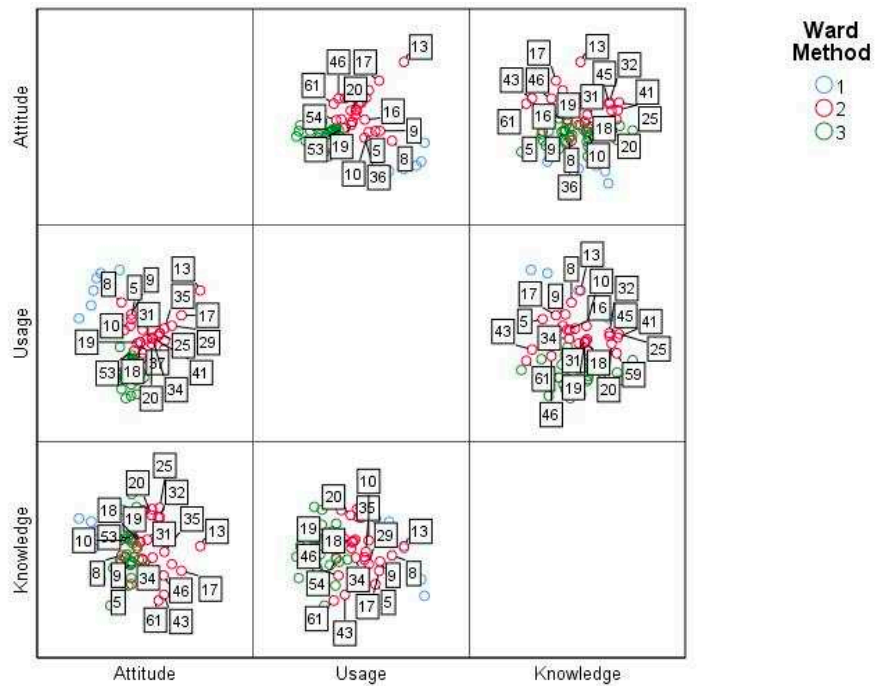 Ward
Method
1
2
3
Attitude
46 17 13
61 20
54 16
53 19 5 9
10 36 8
17 13
45 32
43 46 19 31 41
61 16 18 25
5 9 8 10 20
36
Usage
8 5 9 13
35
10 31 17
19 25 29
53 18 37 34 41
20
8 13
17 9 10
5 16 32
43 34 45 41
31 18 25
61 19 20 59
46
Knowledge
20 25
32
18 19 31 35
10 53 13
8 9 34 46 17
5 61 43
10
20 35
19 18 29 13
46
54 34 9 8
61 17 5
43
Attitude Usage Knowledge